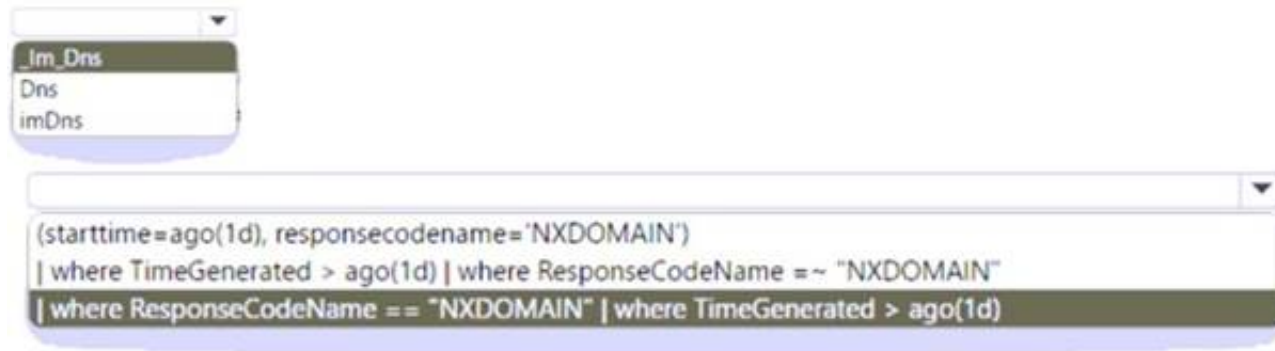 _Im_Dns
Dns
imDns
(starttime=ago(1d), responsecodename='NXDOMAIN')
| where TimeGenerated > ago(1d) | where ResponseCodeName =~ "NXDOMAIN"
| where ResponseCodeName == "NXDOMAIN" | where TimeGenerated > ago(1d)